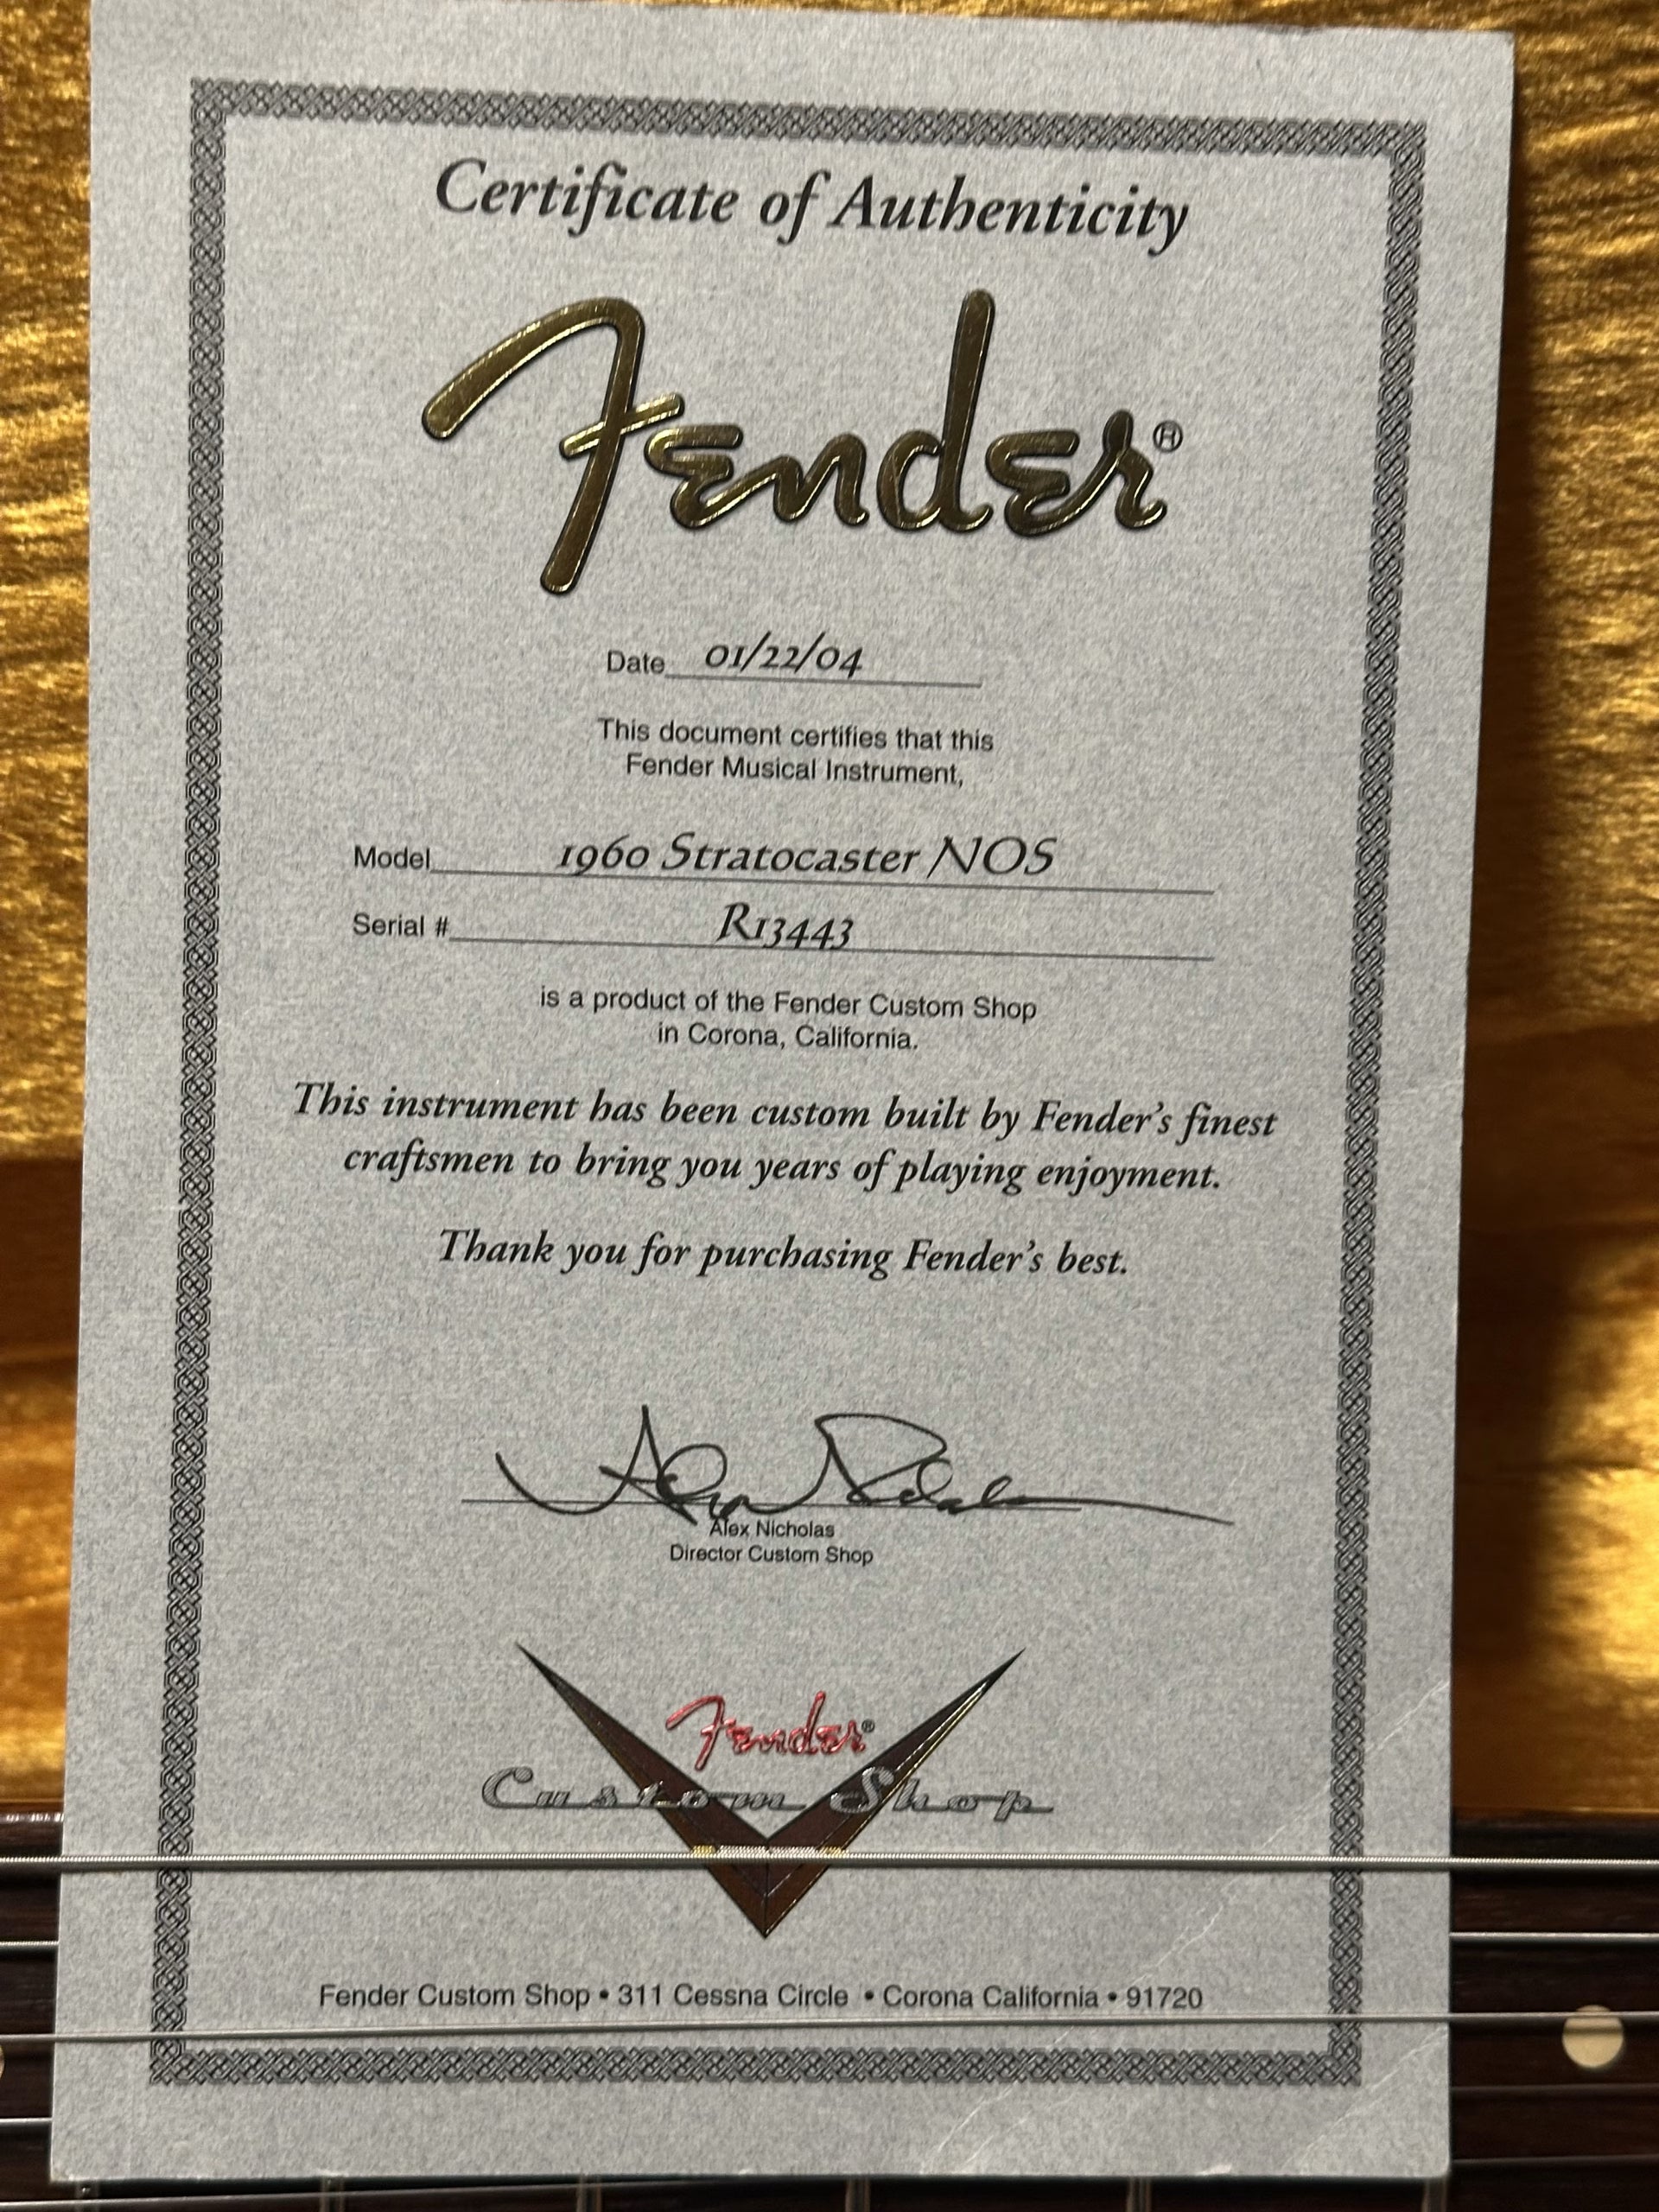 Certificate of Authenticity
Fender®
Date 01/22/04
This document certifies that this
Fender Musical Instrument,
Model 1960 Stratocaster NOS
Serial # R13443
is a product of the Fender Custom Shop
in Corona, California.
This instrument has been custom built by Fender's finest
craftsmen to bring you years of playing enjoyment.
Thank you for purchasing Fender's best.
Alex Nicholas
Director Custom Shop
Fender®
Custom Shop
Fender Custom Shop • 311 Cessna Circle • Corona California • 91720